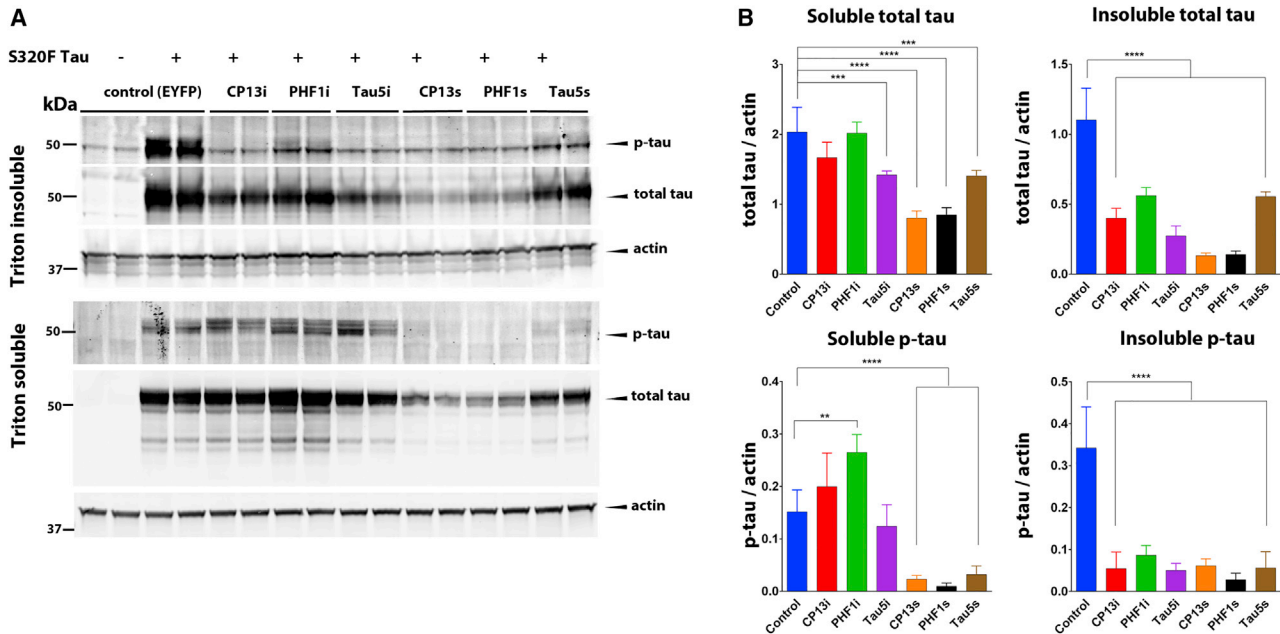 A
S320F Tau - + + + + + + +
control (EYFP) CP13i PHF1i Tau5i CP13s PHF1s Tau5s
kDa
Triton insoluble
50
p-tau
50
total tau
actin
37
Triton soluble
50
p-tau
50
total tau
actin
37
B
Soluble total tau
total tau / actin
3
2
1
0
***
****
****
***
Control CP13i PHF1i Tau5i CP13s PHF1s Tau5s
Insoluble total tau
total tau / actin
1.5
1.0
0.5
0.0
****
Control CP13i PHF1i Tau5i CP13s PHF1s Tau5s
Soluble p-tau
p-tau / actin
0.4
0.3
0.2
0.1
0.0
****
**
Control CP13i PHF1i Tau5i CP13s PHF1s Tau5s
Insoluble p-tau
p-tau / actin
0.5
0.4
0.3
0.2
0.1
0.0
****
Control CP13i PHF1i Tau5i CP13s PHF1s Tau5s